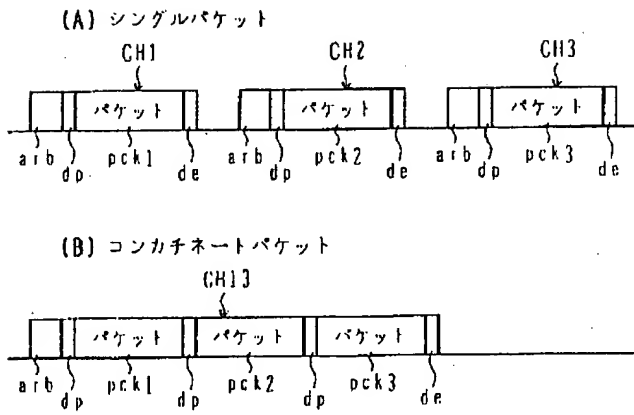 (A) シングルパケット
CH1 CH2 CH3
パケット パケット パケット
arb pck1 arb pck2 arb pck3
dp de dp de dp de
(B) コンカチネートパケット
CH13
パケット パケット パケット
arb pck1 pck2 pck3
dp dp dp de